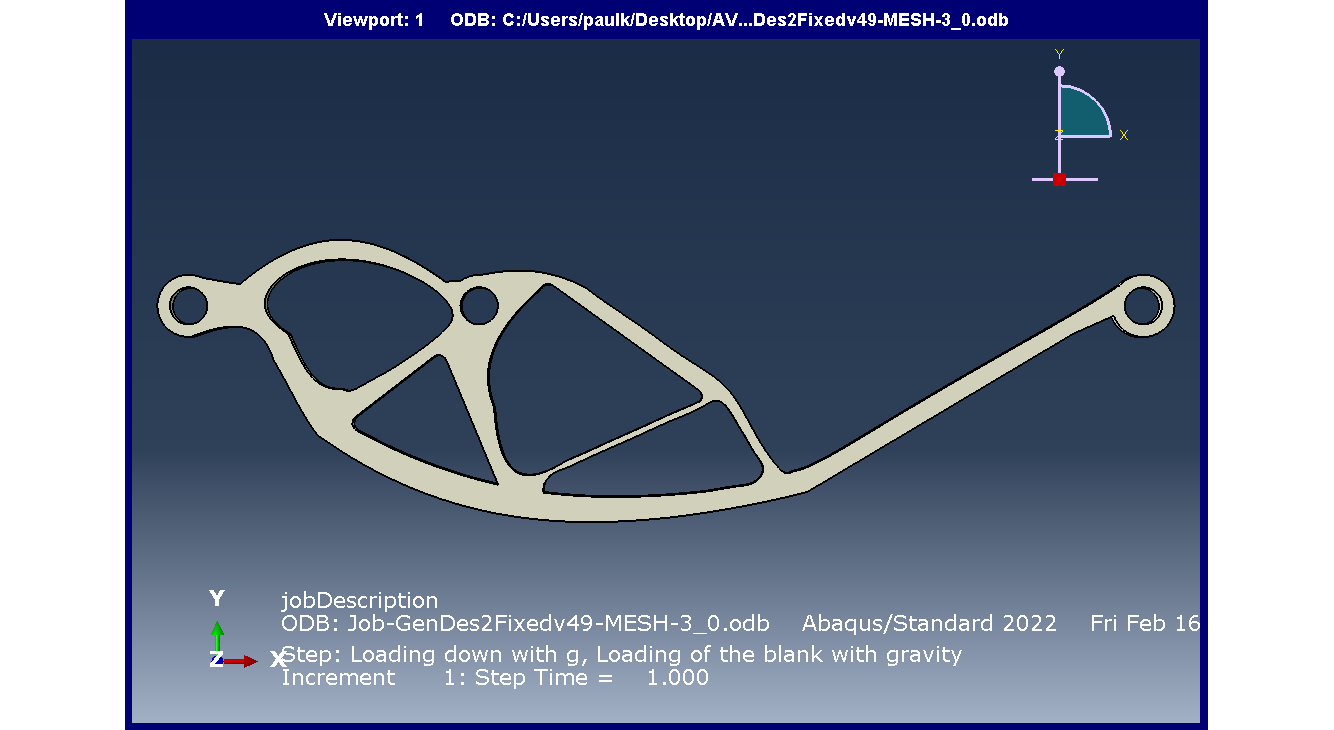 Viewport: 1 ODB: C:/Users/paulk/Desktop/AV...Des2Fixedv49-MESH-3_0.odb
Y
Z
X
Y
jobDescription
ODB: Job-GenDes2Fixedv49-MESH-3_0.odb Abaqus/Standard 2022 Fri Feb 16
Z
X
Step: Loading down with g, Loading of the blank with gravity
Increment 1: Step Time = 1.000